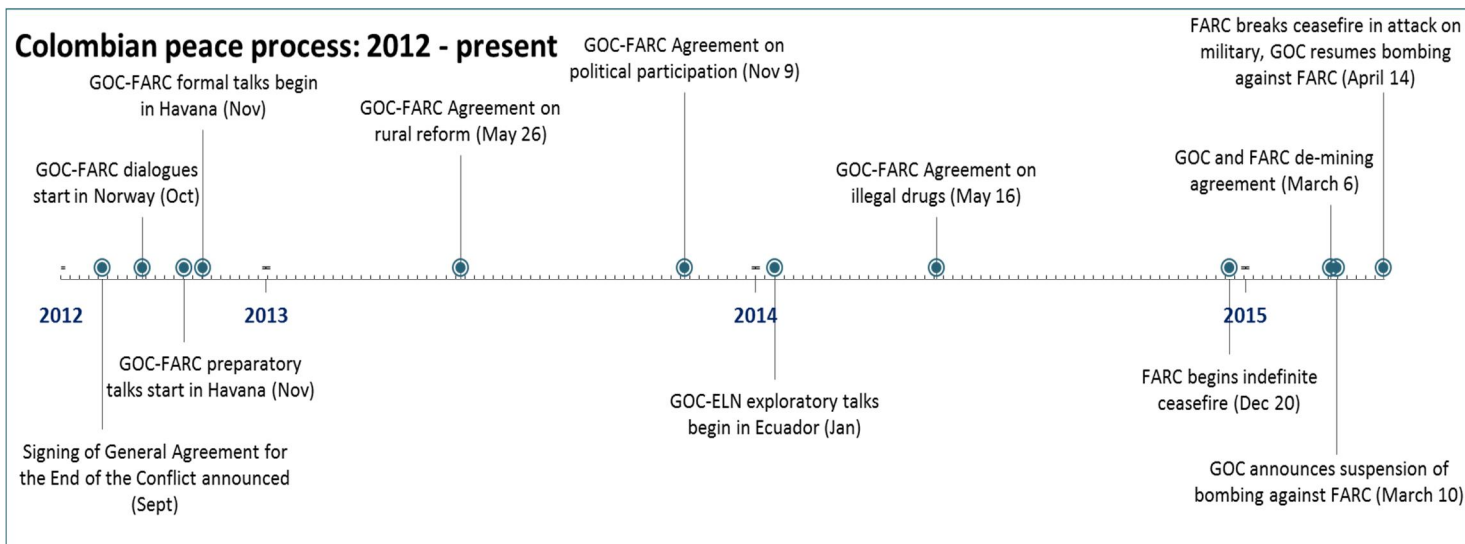 Colombian peace process: 2012 - present
GOC-FARC formal talks begin
in Havana (Nov)
GOC-FARC dialogues
start in Norway (Oct)
GOC-FARC Agreement on
rural reform (May 26)
GOC-FARC Agreement on
political participation (Nov 9)
GOC-FARC Agreement on
illegal drugs (May 16)
FARC breaks ceasefire in attack on
military, GOC resumes bombing
against FARC (April 14)
GOC and FARC de-mining
agreement (March 6)
2012
2013
2014
2015
GOC-FARC preparatory
talks start in Havana (Nov)
Signing of General Agreement for
the End of the Conflict announced
(Sept)
GOC-ELN exploratory talks
begin in Ecuador (Jan)
FARC begins indefinite
ceasefire (Dec 20)
GOC announces suspension of
bombing against FARC (March 10)